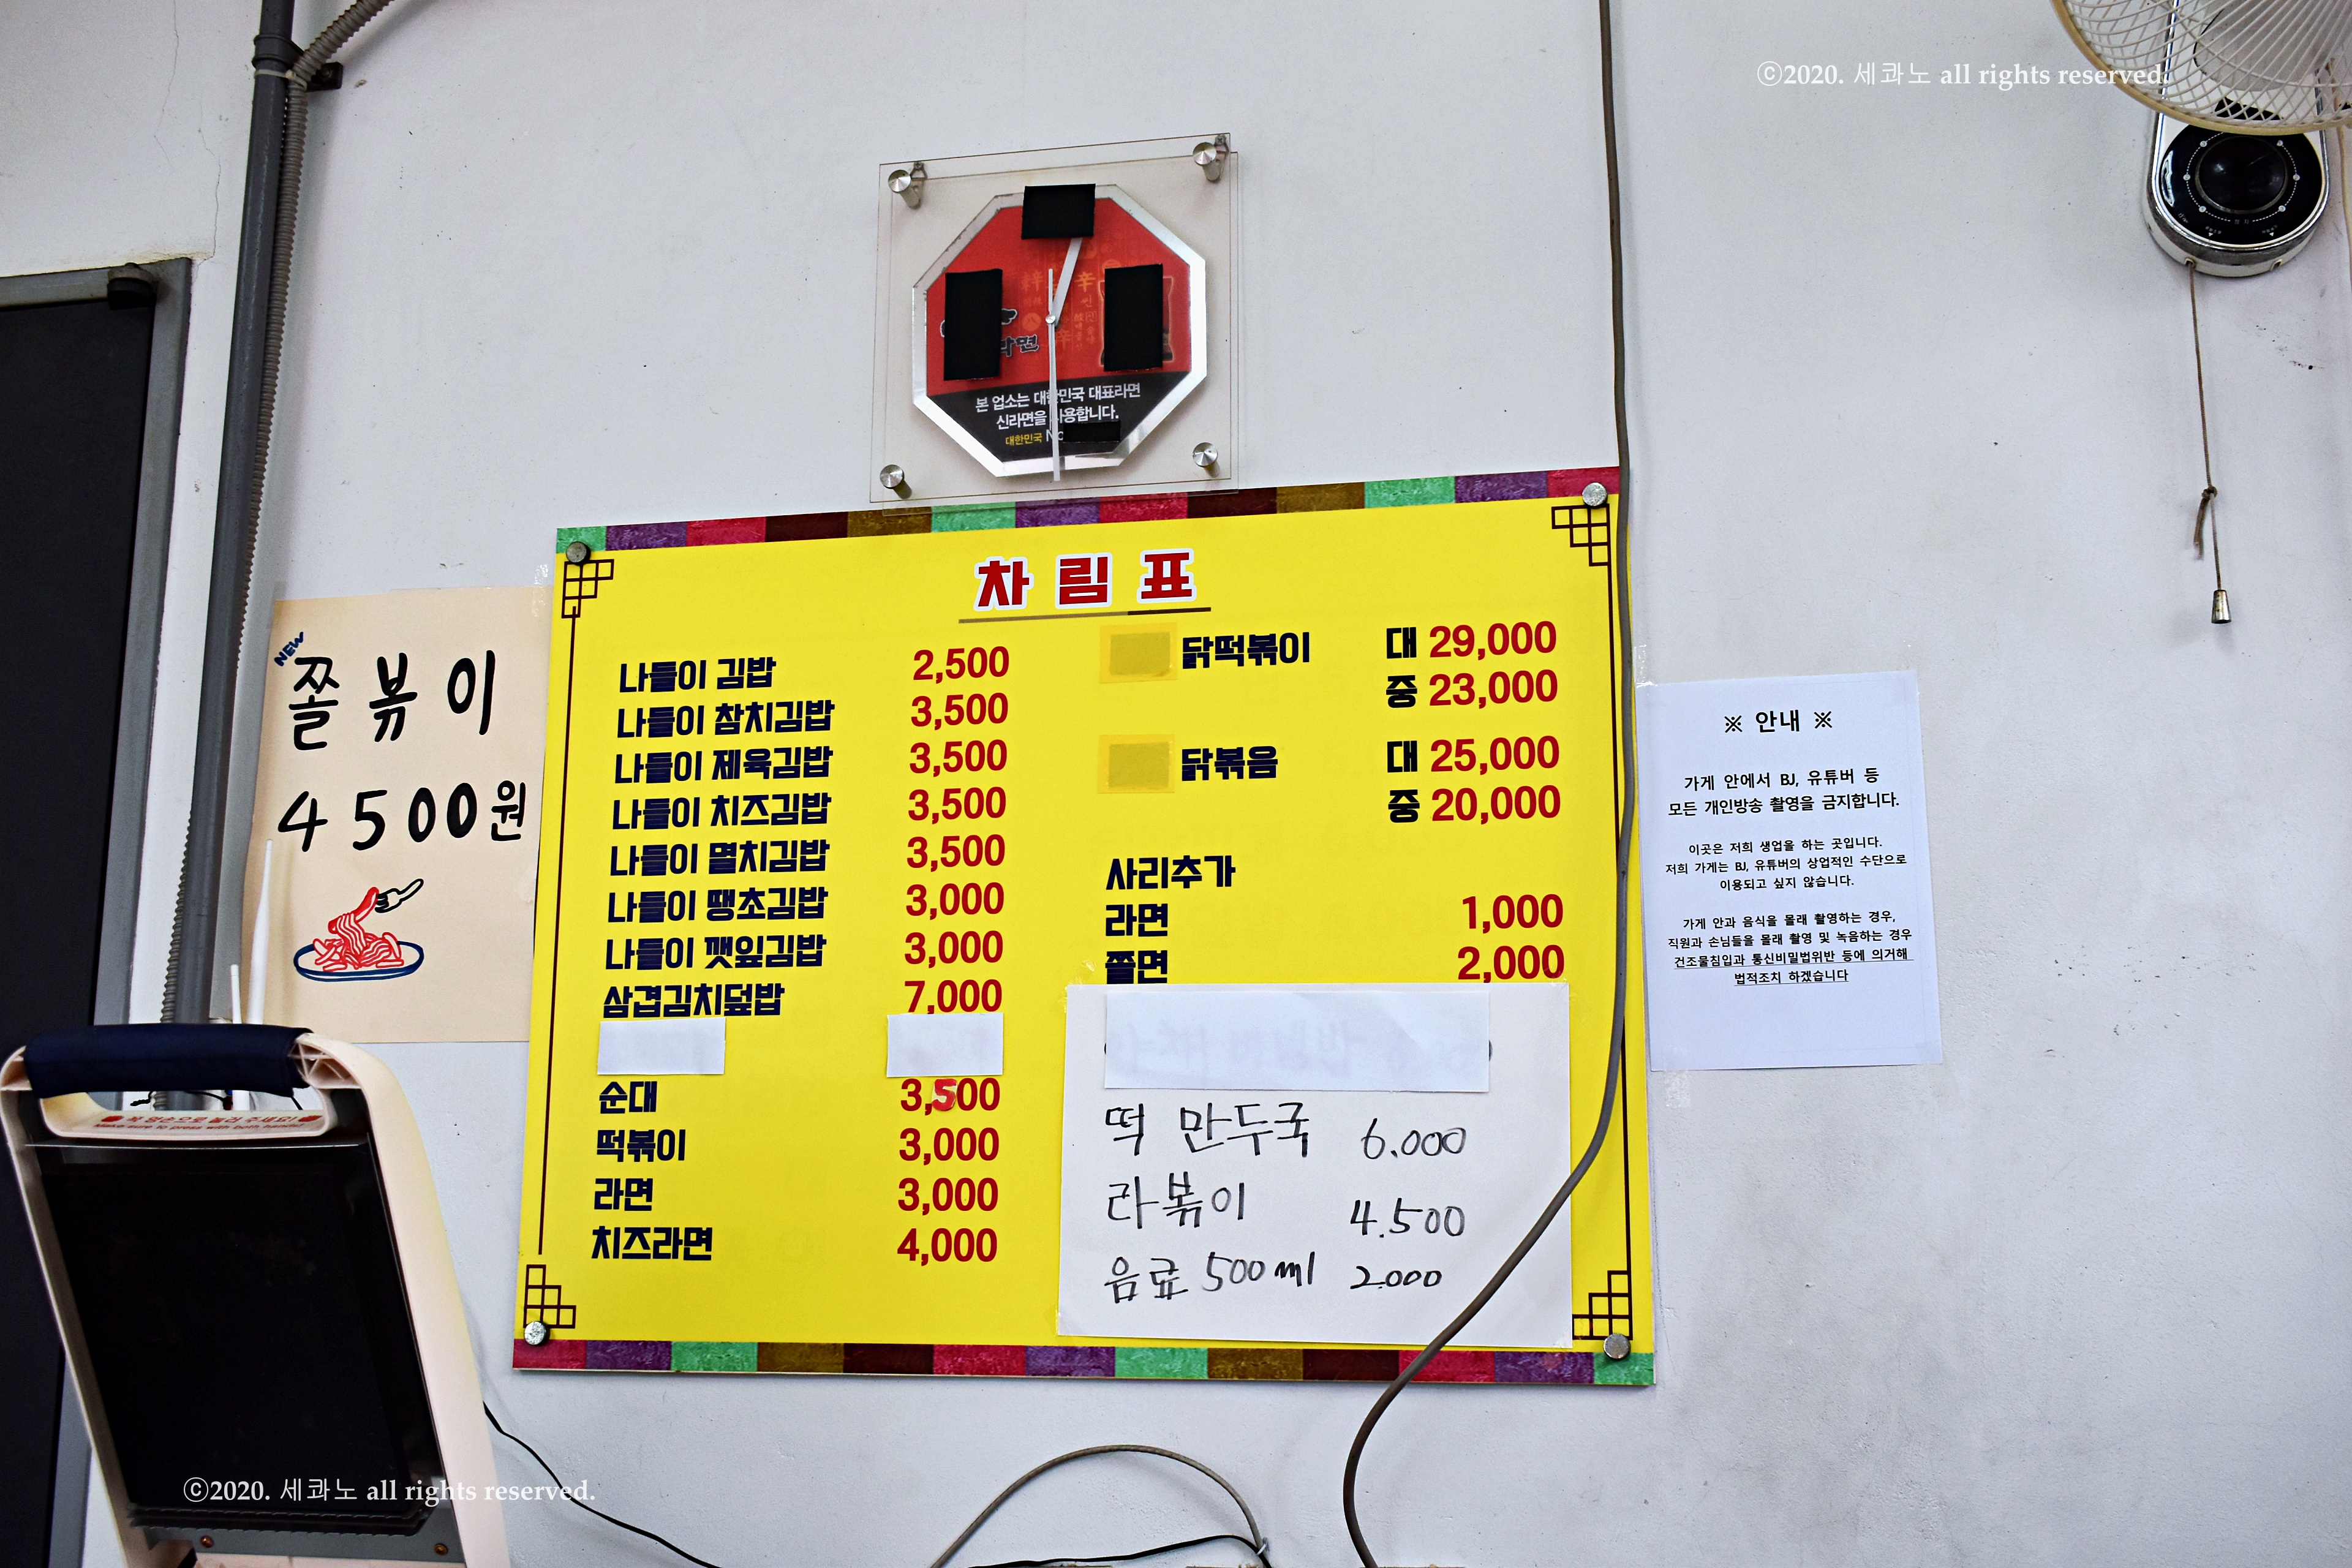 ⓒ2020. 세콰노 all rights reserved.
본 업소는 대한민국 대표라면
신라면을 사용합니다.
대한민국
NEW
쫄볶이
4500원
차림표
나들이 김밥 2,500
나들이 참치김밥 3,500
나들이 제육김밥 3,500
나들이 치즈김밥 3,500
나들이 멸치김밥 3,500
나들이 땡초김밥 3,000
나들이 깻잎김밥 3,000
삼겹김치덮밥 7,000
순대 3,500
떡볶이 3,000
라면 3,000
치즈라면 4,000
닭떡볶이 대 29,000
중 23,000
닭볶음 대 25,000
중 20,000
사리추가
라면 1,000
쫄면 2,000
떡 만두국 6.000
라볶이 4.500
음료 500ml 2.000
※ 안내 ※
가게 안에서 BJ, 유튜버 등
모든 개인방송 촬영을 금지합니다.
이곳은 저희 생업을 하는 곳입니다.
저희 가게는 BJ, 유튜버의 상업적인 수단으로
이용되고 싶지 않습니다.
가게 안과 음식을 몰래 촬영하는 경우,
직원과 손님들을 몰래 촬영 및 녹음하는 경우
건조물침입과 통신비밀법위반 등에 의거해
법적조치 하겠습니다
Make sure to press with both hands!
ⓒ2020. 세콰노 all rights reserved.